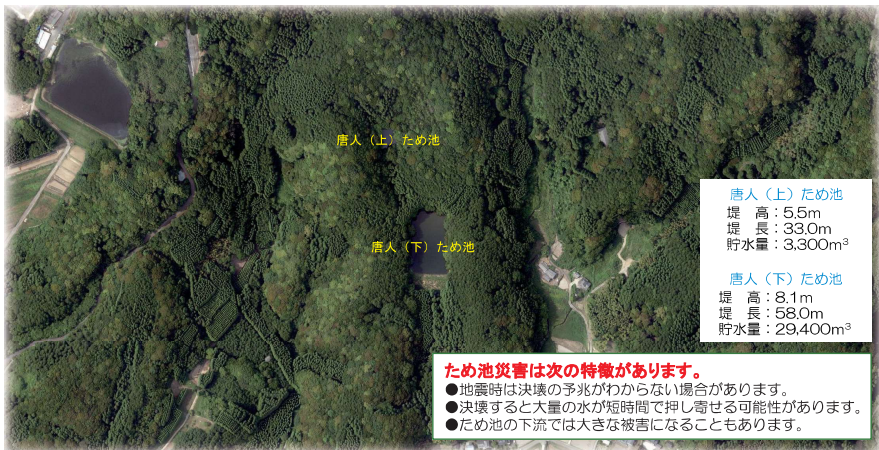 唐人（上）ため池
唐人（下）ため池
唐人（上）ため池
堤　高：5.5m
堤　長：33.0m
貯水量：3,300m³
唐人（下）ため池
堤　高：8.1m
堤　長：58.0m
貯水量：29,400m³
ため池災害は次の特徴があります。
●地震時は決壊の予兆がわからない場合があります。
●決壊すると大量の水が短時間で押し寄せる可能性があります。
●ため池の下流では大きな被害になることもあります。